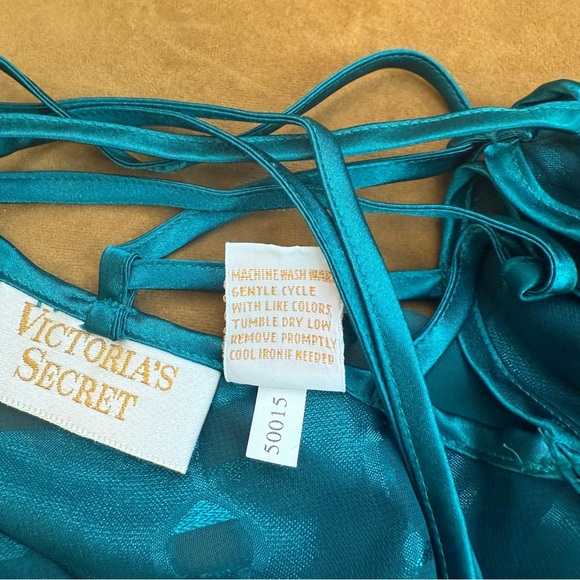 VICTORIA'S
SECRET
MACHINE WASH WAR
GENTLE CYCLE
WITH LIKE COLORS,
TUMBLE DRY LOW
REMOVE PROMPTLY
COOL IRON IF NEEDED
50015